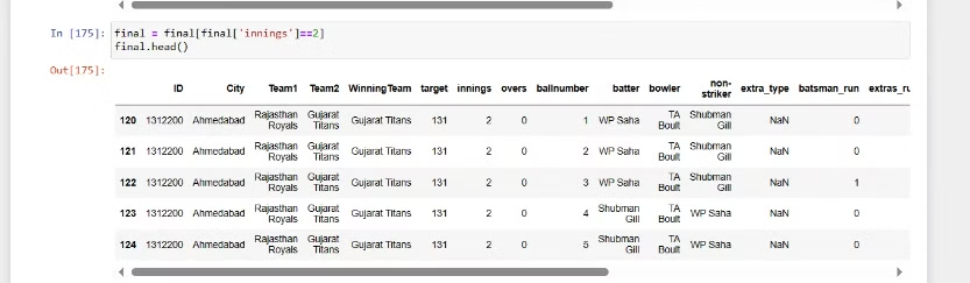 In [175]: final = final[final['innings']==2]
final.head()
Out[175]:
ID City Team1 Team2 WinningTeam target innings overs ballnumber batter bowler non-striker extra_type batsman_run extras_ru
120 1312200 Ahmedabad Rajasthan Royals Gujarat Titans Gujarat Titans 131 2 0 1 WP Saha TA Boult Shubman Gill NaN 0
121 1312200 Ahmedabad Rajasthan Royals Gujarat Titans Gujarat Titans 131 2 0 2 WP Saha TA Boult Shubman Gill NaN 0
122 1312200 Ahmedabad Rajasthan Royals Gujarat Titans Gujarat Titans 131 2 0 3 WP Saha TA Boult Shubman Gill NaN 1
123 1312200 Ahmedabad Rajasthan Royals Gujarat Titans Gujarat Titans 131 2 0 4 Shubman Gill TA Boult WP Saha NaN 0
124 1312200 Ahmedabad Rajasthan Royals Gujarat Titans Gujarat Titans 131 2 0 5 Shubman Gill TA Boult WP Saha NaN 0